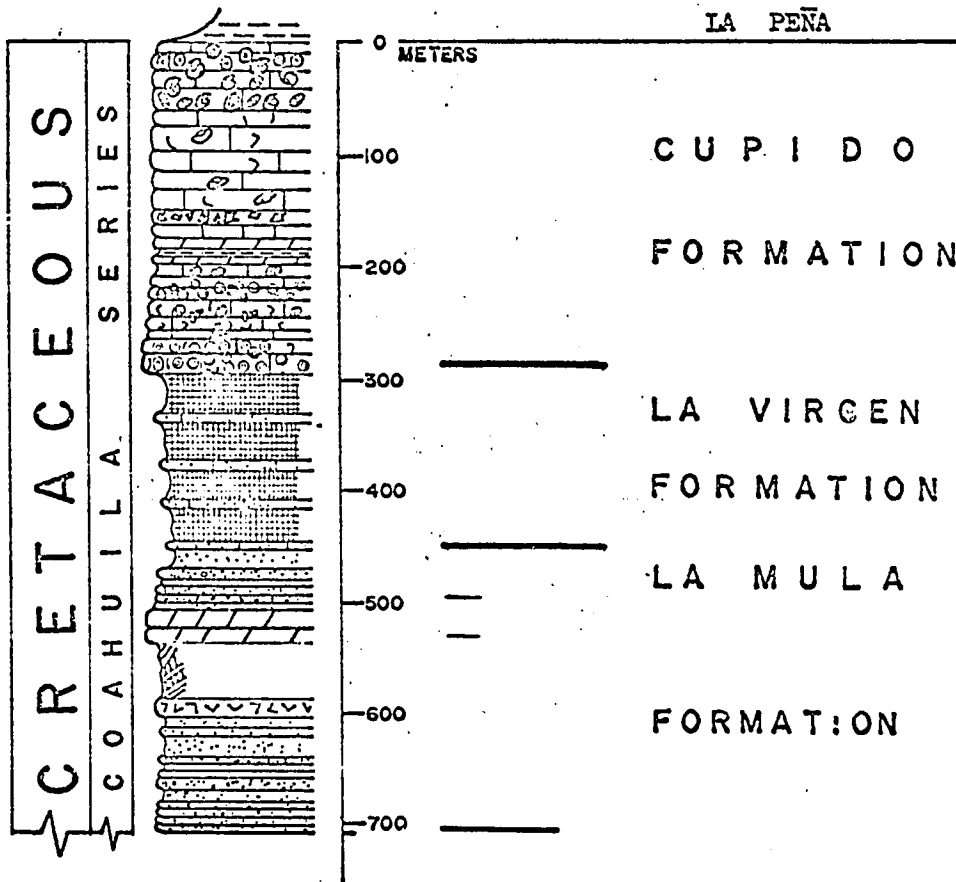 LA PEÑA
0
METERS
CRETACEOUS
COAHUILA SERIES
100
CUPIDO
200
FORMATION
300
LA VIRGEN
400
FORMATION
LA MULA
500
600
FORMATION
700